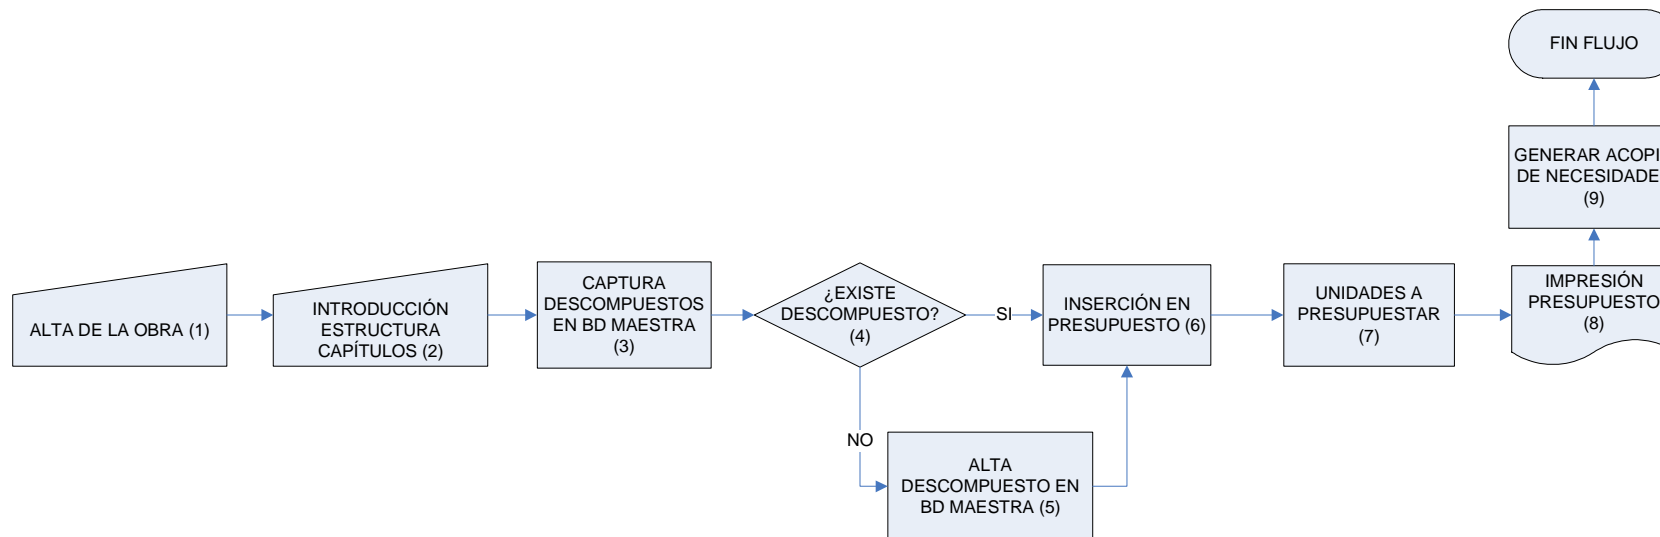 ALTA DE LA OBRA (1)
INTRODUCCIÓN
ESTRUCTURA
CAPÍTULOS (2)
CAPTURA
DESCOMPUESTOS
EN BD MAESTRA
(3)
¿EXISTE
DESCOMPUESTO?
(4)
SI
NO
ALTA
DESCOMPUESTO EN
BD MAESTRA (5)
INSERCIÓN EN
PRESUPUESTO (6)
UNIDADES A
PRESUPUESTAR
(7)
IMPRESIÓN
PRESUPUESTO
(8)
GENERAR ACOPI
DE NECESIDADE
(9)
FIN FLUJO